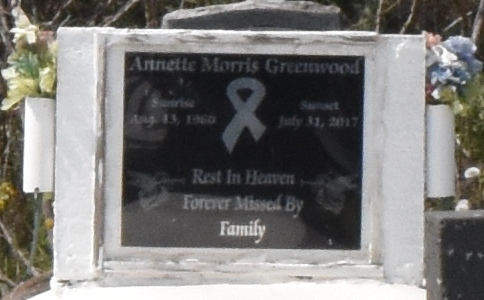 Annette Morris Greenwood
Sunrise Sunset
Aug. 13, 1960 July 31, 2017
Rest In Heaven
Forever Missed By
Family